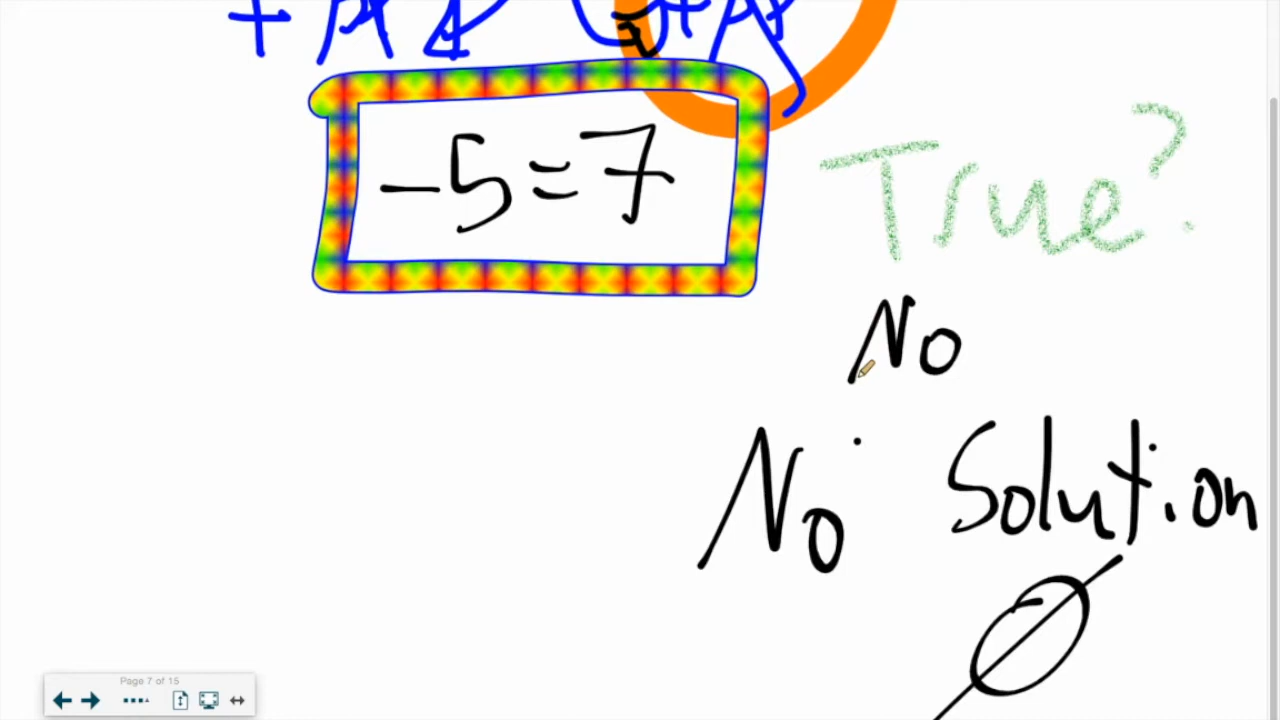 -5=7
True?
No
No Solution
∅
Page 7 of 15